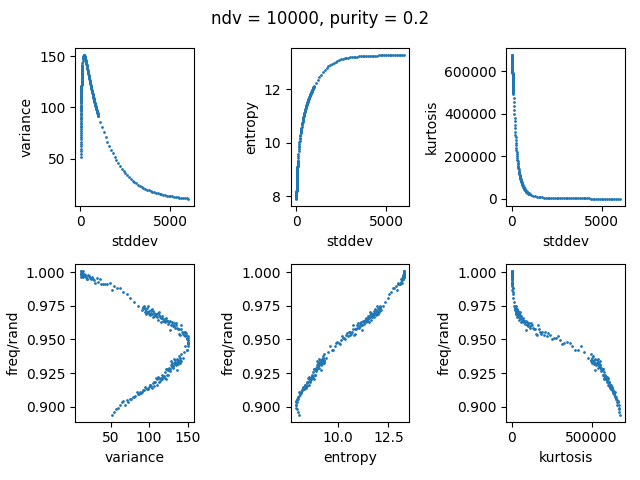 ndv = 10000, purity = 0.2
150
100
50
variance
0
5000
stddev
12
10
8
entropy
0
5000
stddev
600000
400000
200000
0
kurtosis
0
5000
stddev
1.000
0.975
0.950
0.925
0.900
freq/rand
50
100
150
variance
1.000
0.975
0.950
0.925
0.900
freq/rand
10.0
12.5
entropy
1.000
0.975
0.950
0.925
0.900
freq/rand
0
500000
kurtosis